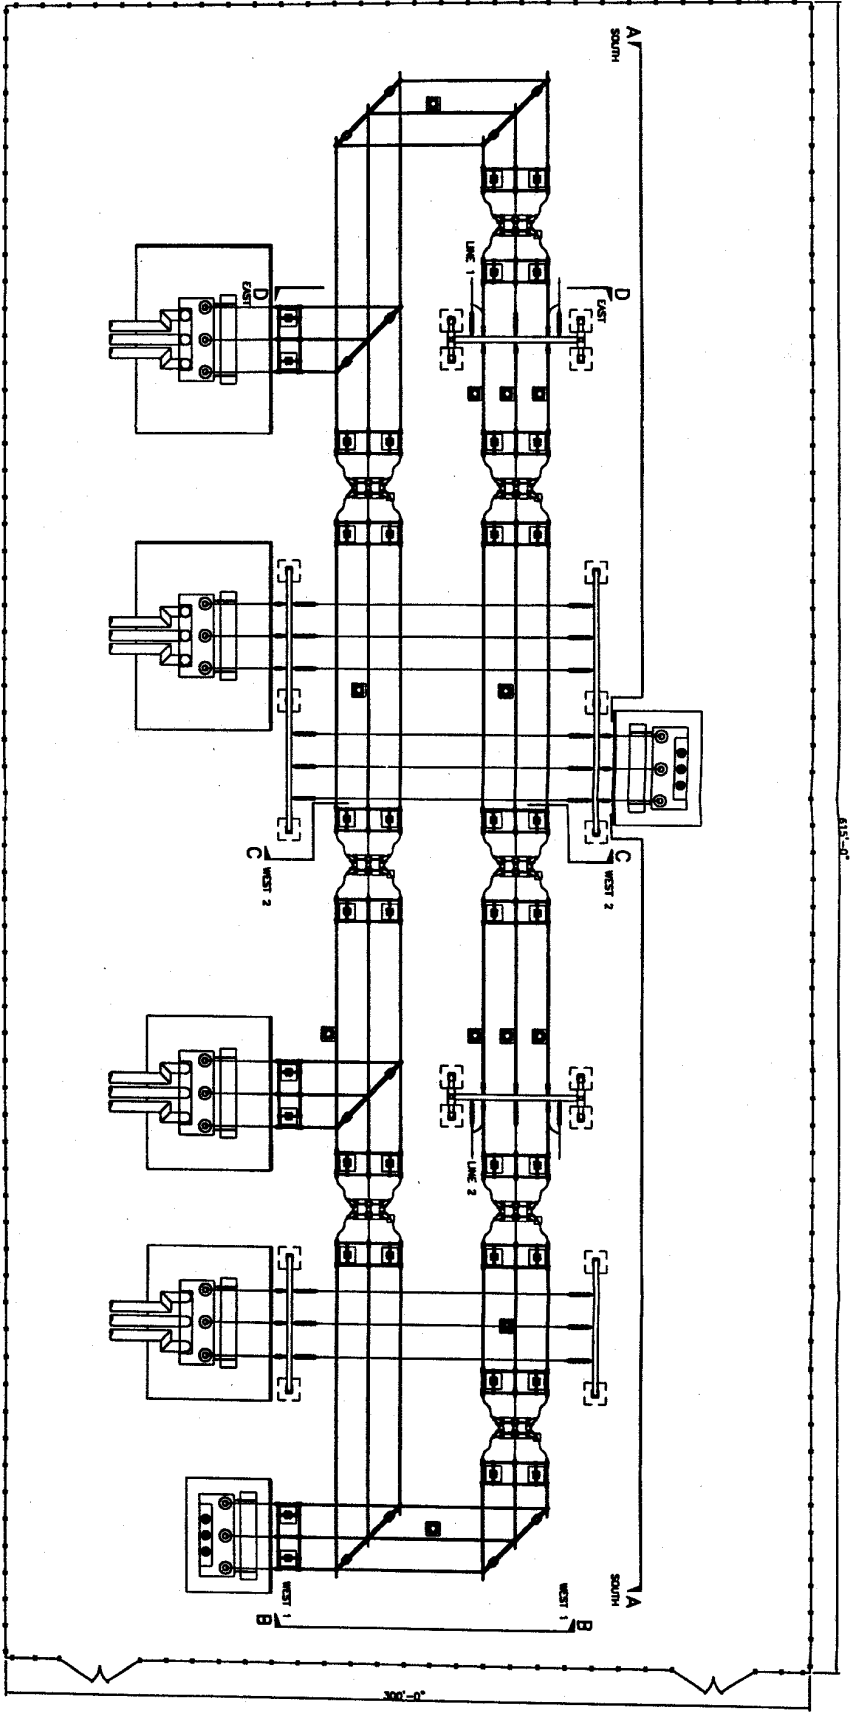 A
SOUTH
LINE 1
D
EAST
D
EAST
615'-0"
C
WEST 2
C
WEST 2
LINE 2
SOUTH
A
WEST 1
B
WEST 1
B
300'-0"